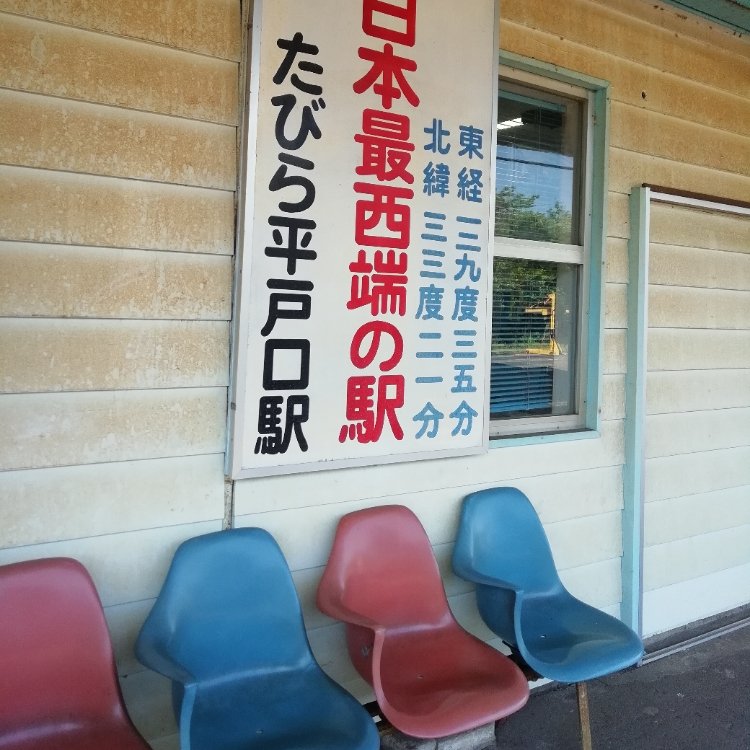 東経一三九度三五分
北緯三三度二一分
日本最西端の駅
たびら平戸口駅